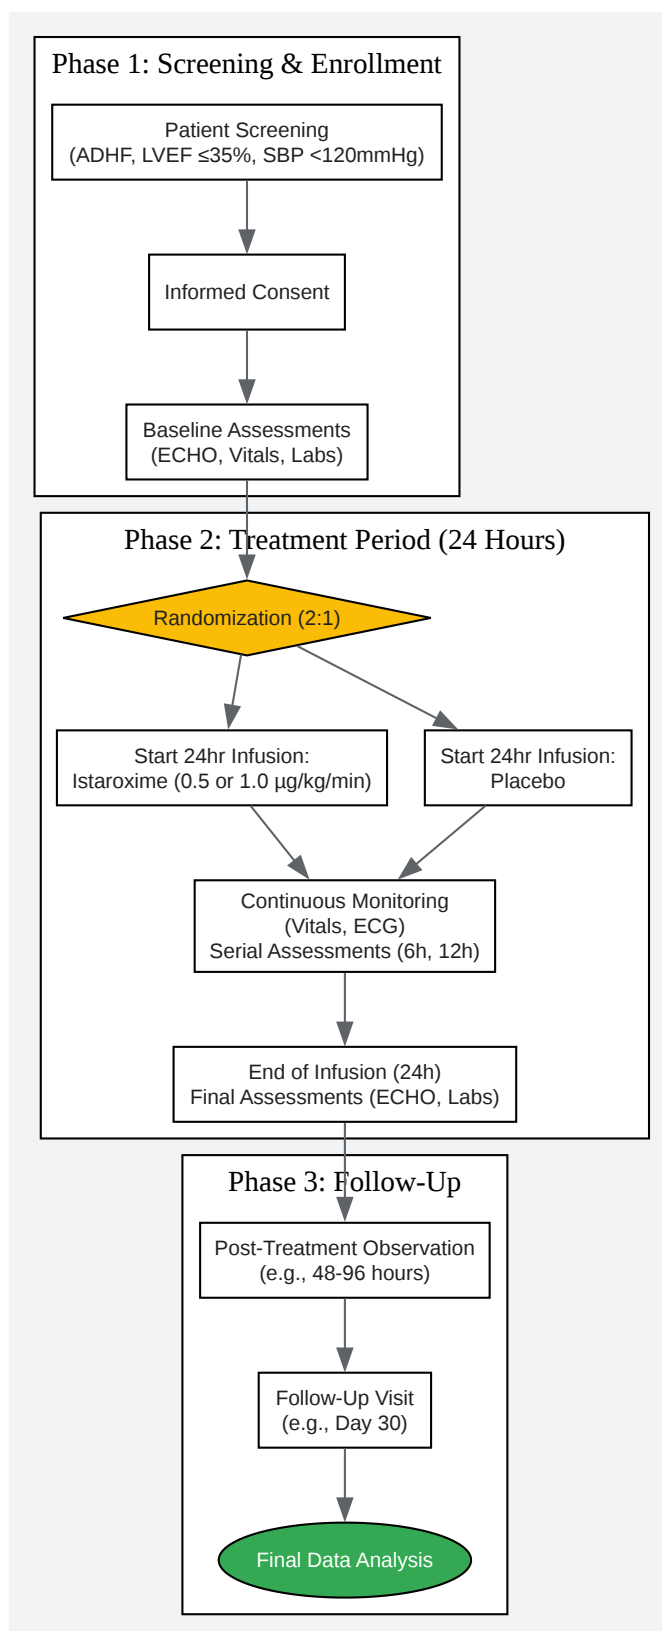 Phase 1: Screening & Enrollment
Patient Screening
(ADHF, LVEF ≤35%, SBP <120mmHg)
Informed Consent
Baseline Assessments
(ECHO, Vitals, Labs)
Phase 2: Treatment Period (24 Hours)
Randomization (2:1)
Start 24hr Infusion:
Istaroxime (0.5 or 1.0 µg/kg/min)
Start 24hr Infusion:
Placebo
Continuous Monitoring
(Vitals, ECG)
Serial Assessments (6h, 12h)
End of Infusion (24h)
Final Assessments (ECHO, Labs)
Phase 3: Follow-Up
Post-Treatment Observation
(e.g., 48-96 hours)
Follow-Up Visit
(e.g., Day 30)
Final Data Analysis